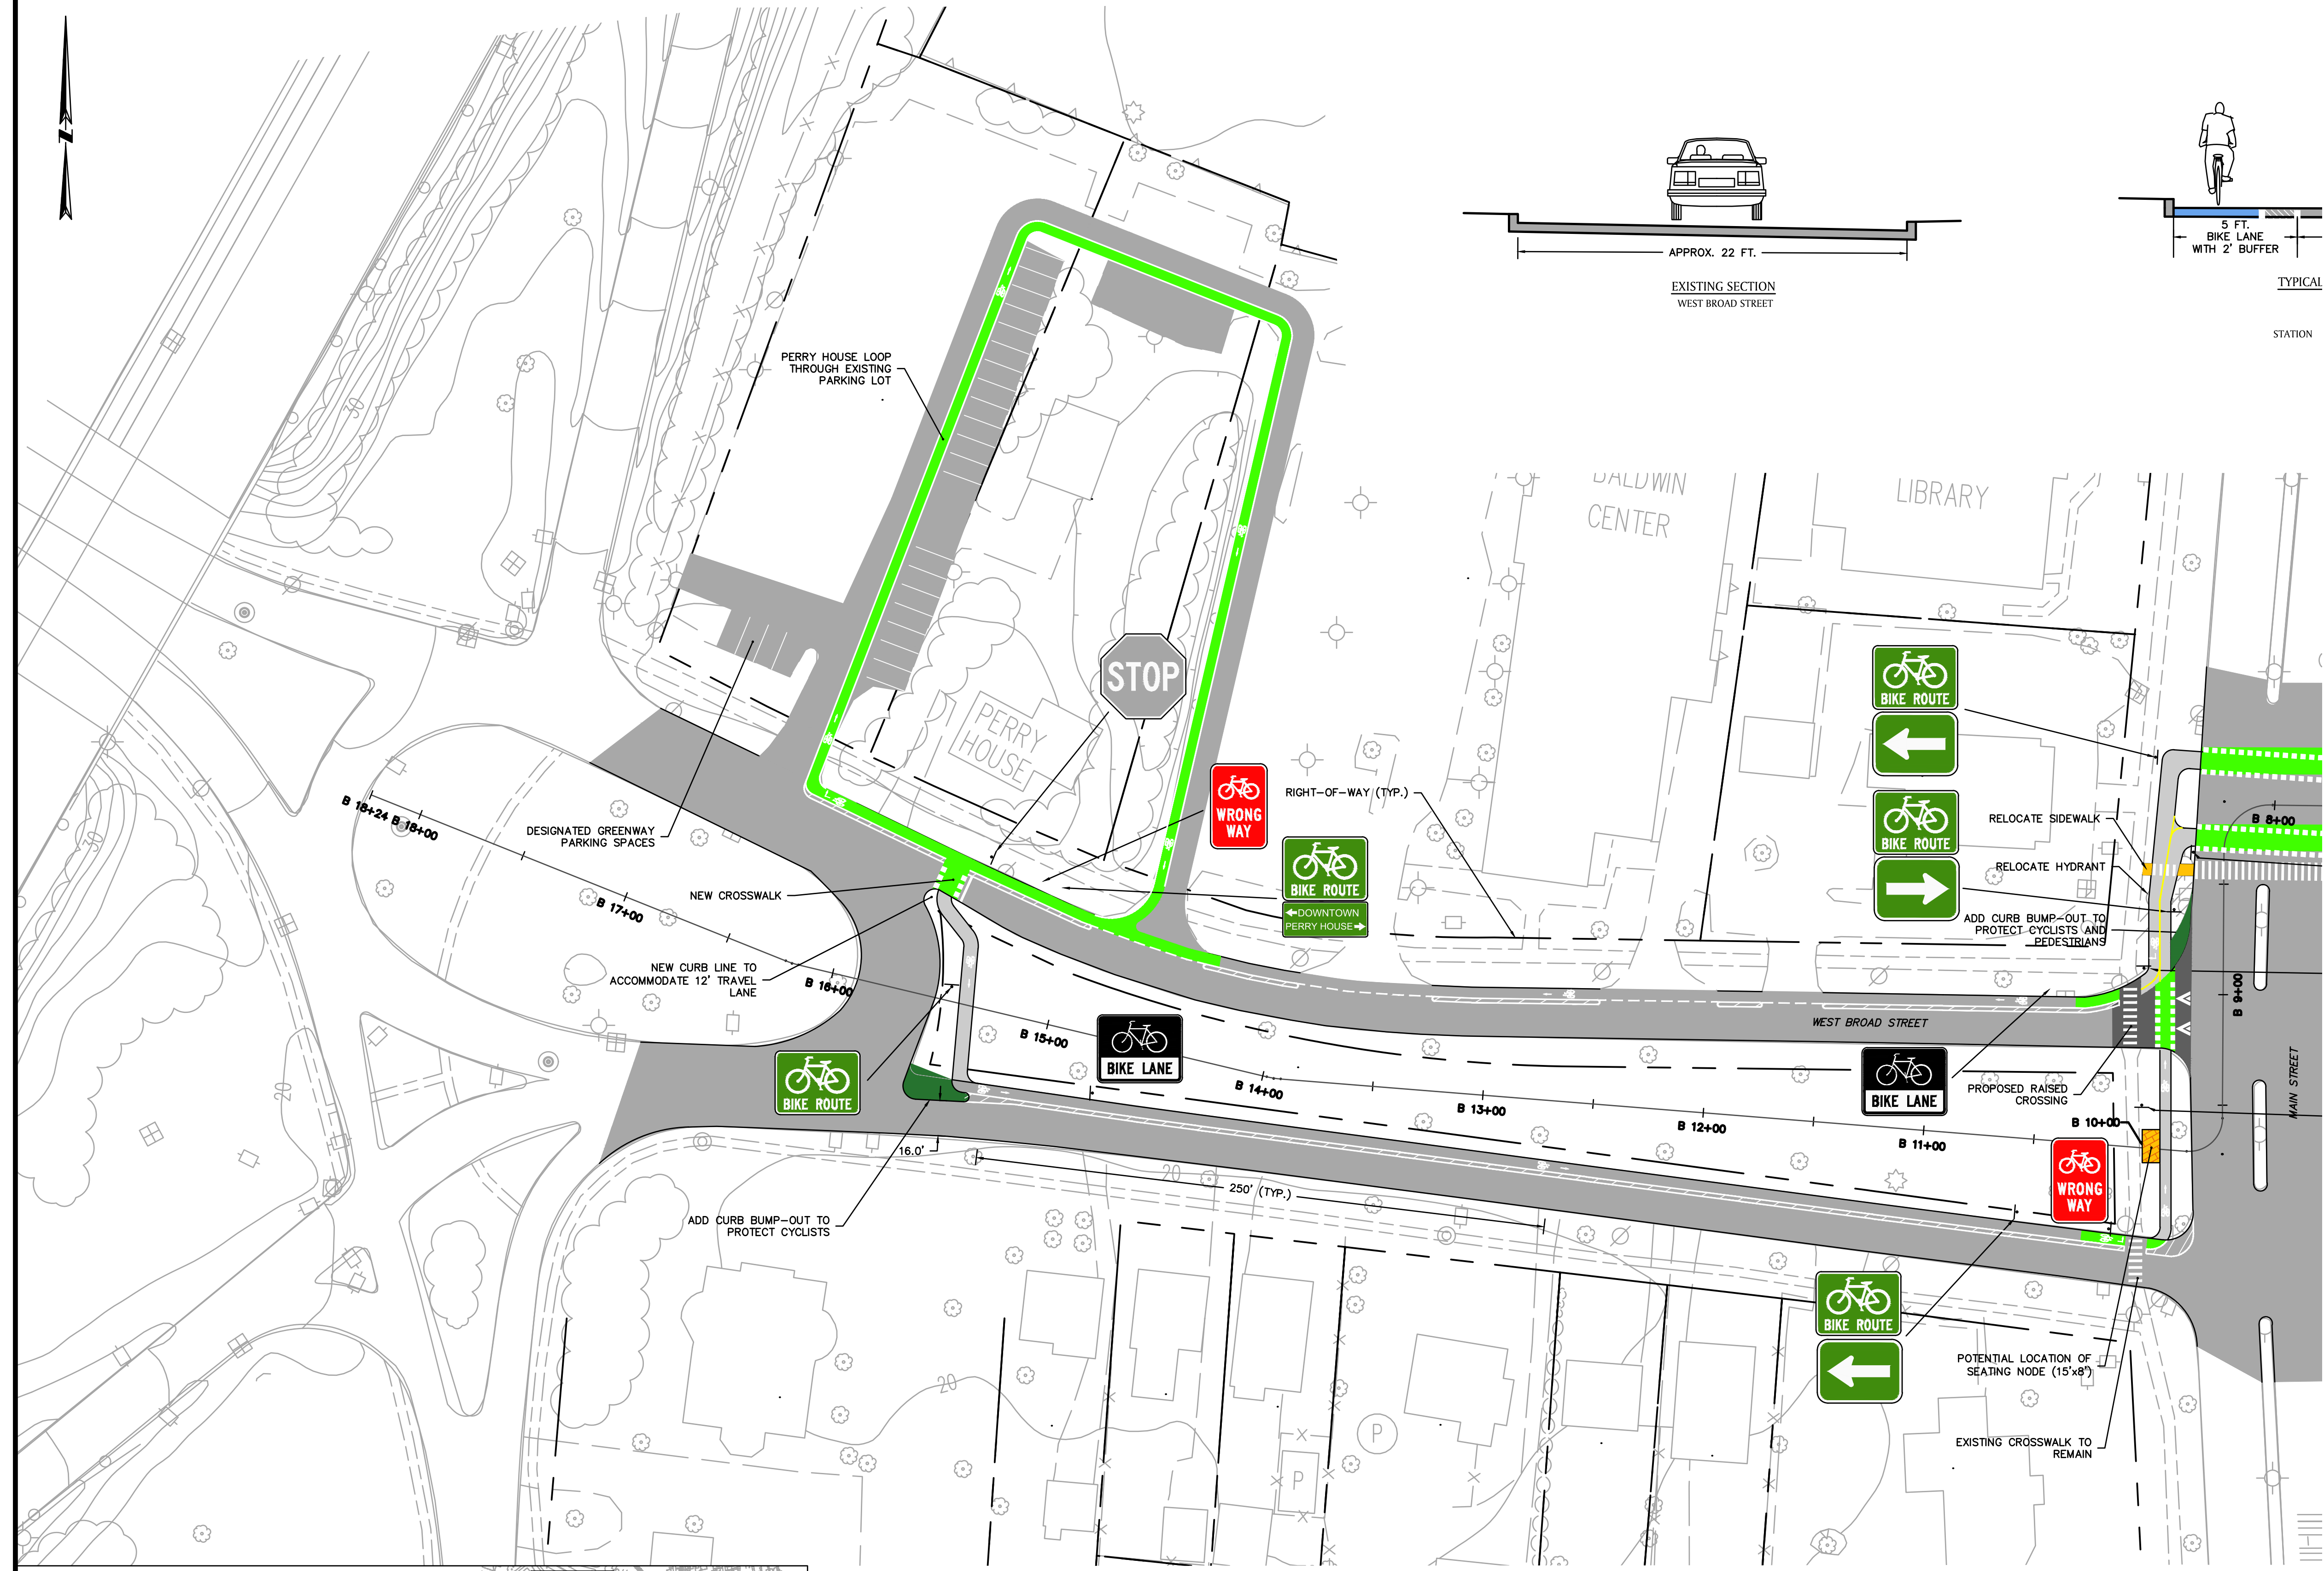 N
APPROX. 22 FT.
EXISTING SECTION
WEST BROAD STREET
5 FT.
BIKE LANE
WITH 2' BUFFER
TYPICAL
STATION
PERRY HOUSE LOOP
THROUGH EXISTING
PARKING LOT
30
BALDWIN
CENTER
LIBRARY
STOP
PERRY
HOUSE
BIKE ROUTE
BIKE ROUTE
WRONG
WAY
RIGHT-OF-WAY (TYP.)
BIKE ROUTE
←DOWNTOWN
PERRY HOUSE→
RELOCATE SIDEWALK
RELOCATE HYDRANT
ADD CURB BUMP-OUT TO
PROTECT CYCLISTS AND
PEDESTRIANS
B 8+00
B 9+00
B 18+24
B 18+00
DESIGNATED GREENWAY
PARKING SPACES
30
B 17+00
NEW CROSSWALK
NEW CURB LINE TO
ACCOMMODATE 12' TRAVEL
LANE
B 16+00
B 15+00
BIKE LANE
WEST BROAD STREET
BIKE LANE
PROPOSED RAISED
CROSSING
MAIN STREET
BIKE ROUTE
B 14+00
B 13+00
B 12+00
B 11+00
B 10+00
20
16.0'
20
250' (TYP.)
WRONG
WAY
ADD CURB BUMP-OUT TO
PROTECT CYCLISTS
BIKE ROUTE
POTENTIAL LOCATION OF
SEATING NODE (15'x8')
20
P
P
EXISTING CROSSWALK TO
REMAIN